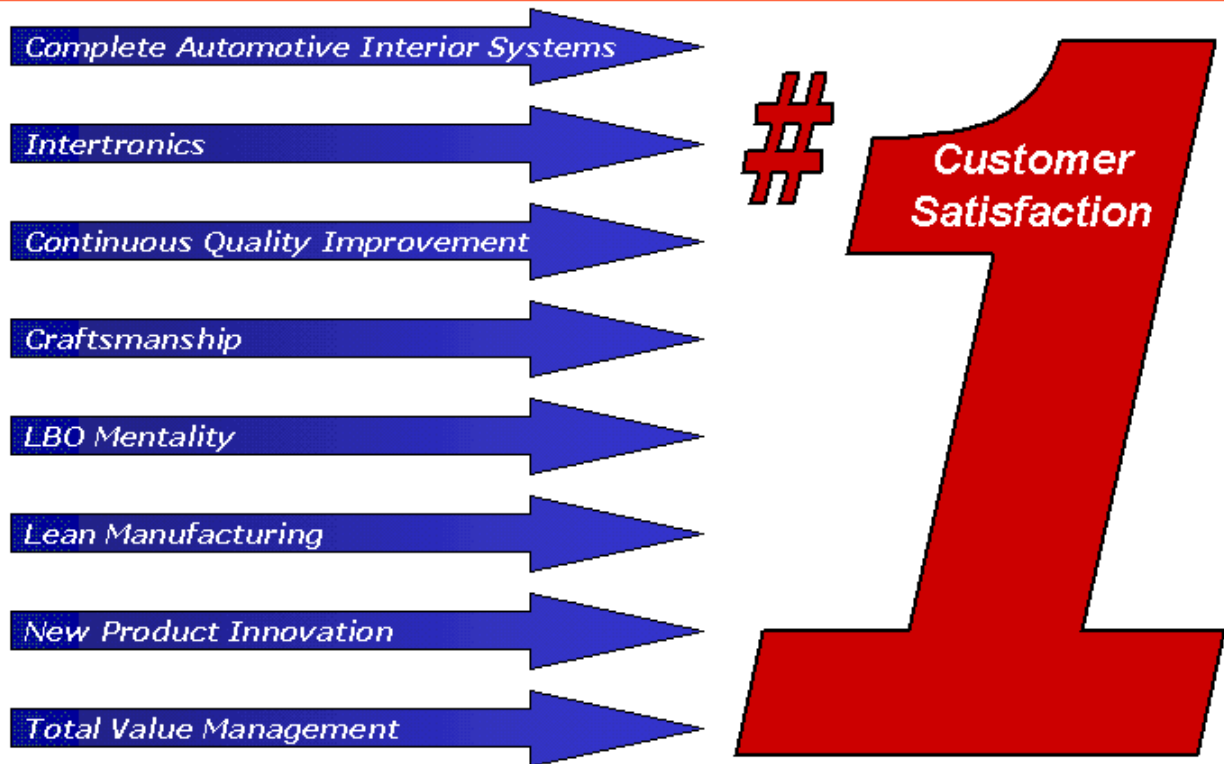 Complete Automotive Interior Systems
Intertronics
Continuous Quality Improvement
Craftsmanship
LBO Mentality
Lean Manufacturing
New Product Innovation
Total Value Management
#1
Customer
Satisfaction